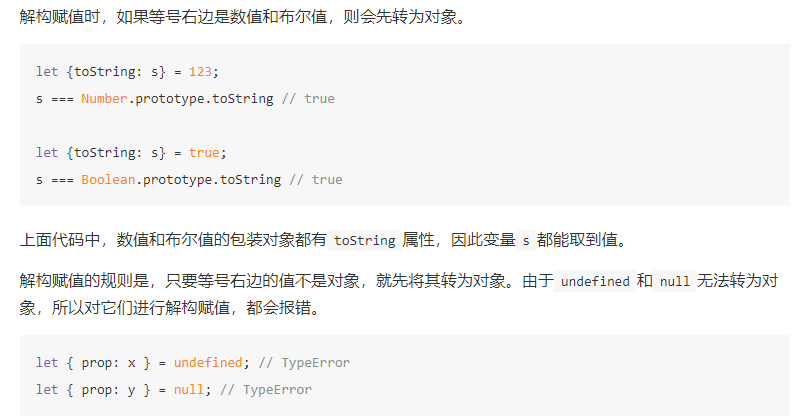 解构赋值时，如果等号右边是数值和布尔值，则会先转为对象。
let {toString: s} = 123;
s === Number.prototype.toString // true
let {toString: s} = true;
s === Boolean.prototype.toString // true
上面代码中，数值和布尔值的包装对象都有 toString 属性，因此变量 s 都能取到值。
解构赋值的规则是，只要等号右边的值不是对象，就先将其转为对象。由于 undefined 和 null 无法转为对
象，所以对它们进行解构赋值，都会报错。
let { prop: x } = undefined; // TypeError
let { prop: y } = null; // TypeError